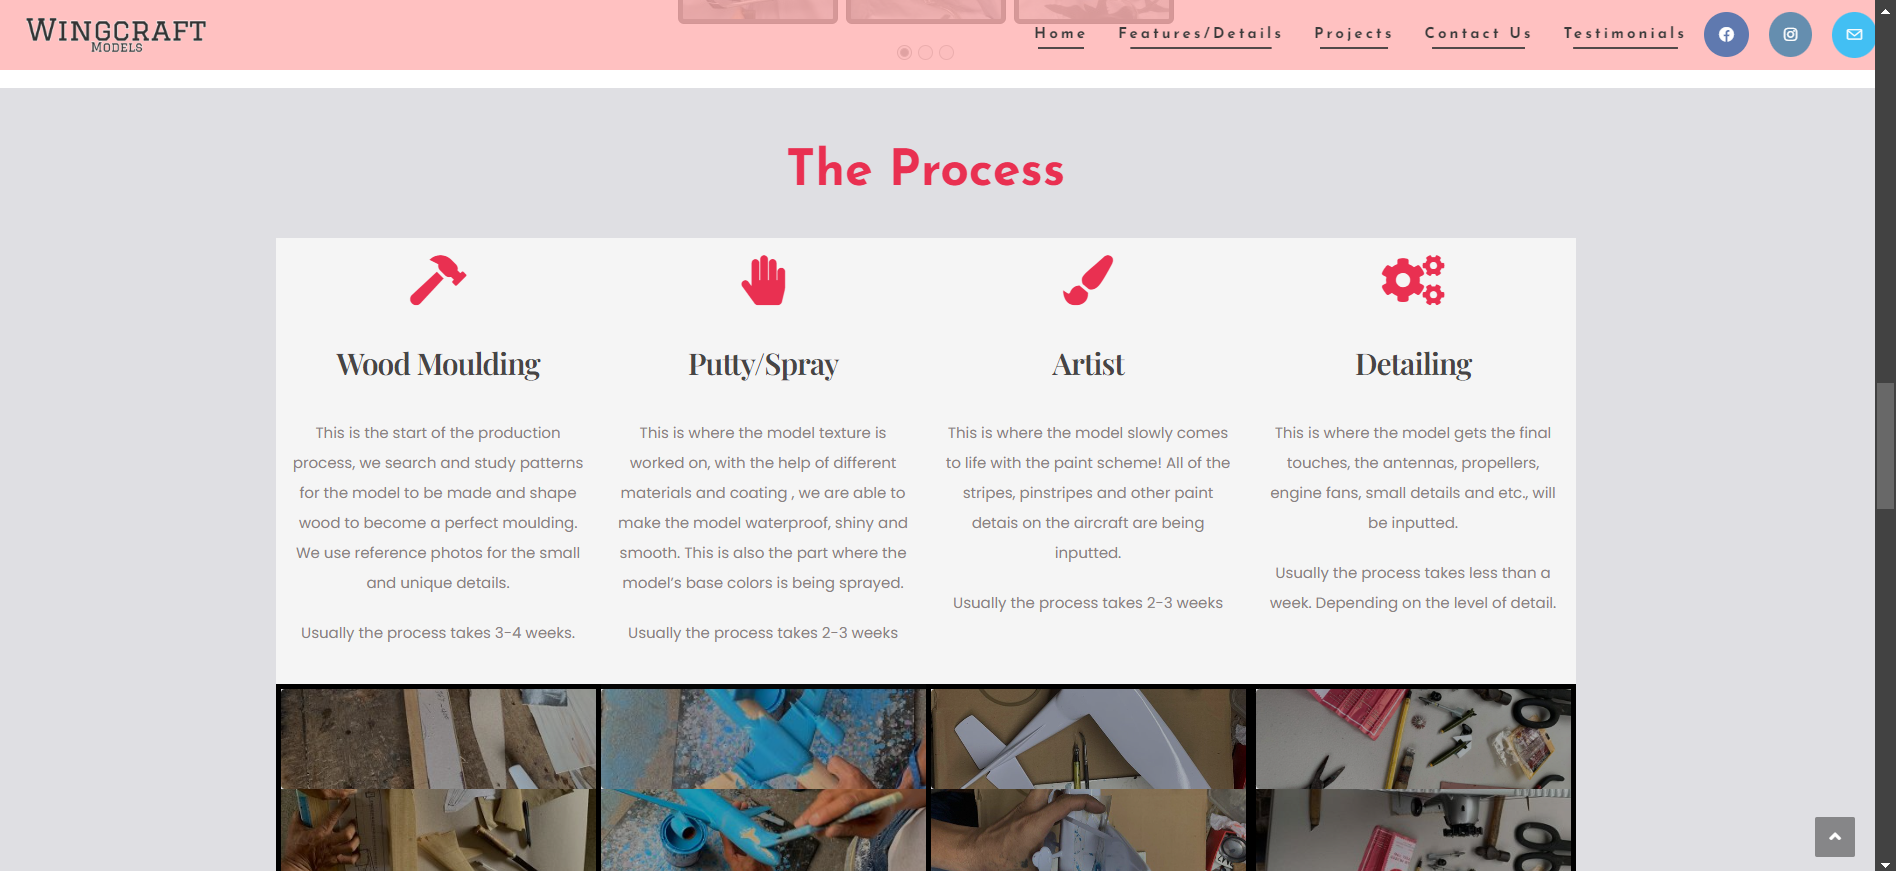 WINGCRAFT
MODELS
Home Features/Details Projects Contact Us Testimonials
The Process
Wood Moulding
This is the start of the production
process, we search and study patterns
for the model to be made and shape
wood to become a perfect moulding.
We use reference photos for the small
and unique details.
Usually the process takes 3-4 weeks.
Putty/Spray
This is where the model texture is
worked on, with the help of different
materials and coating , we are able to
make the model waterproof, shiny and
smooth. This is also the part where the
model’s base colors is being sprayed.
Usually the process takes 2-3 weeks
Artist
This is where the model slowly comes
to life with the paint scheme! All of the
stripes, pinstripes and other paint
detais on the aircraft are being
inputted.
Usually the process takes 2-3 weeks
Detailing
This is where the model gets the final
touches, the antennas, propellers,
engine fans, small details and etc., will
be inputted.
Usually the process takes less than a
week. Depending on the level of detail.